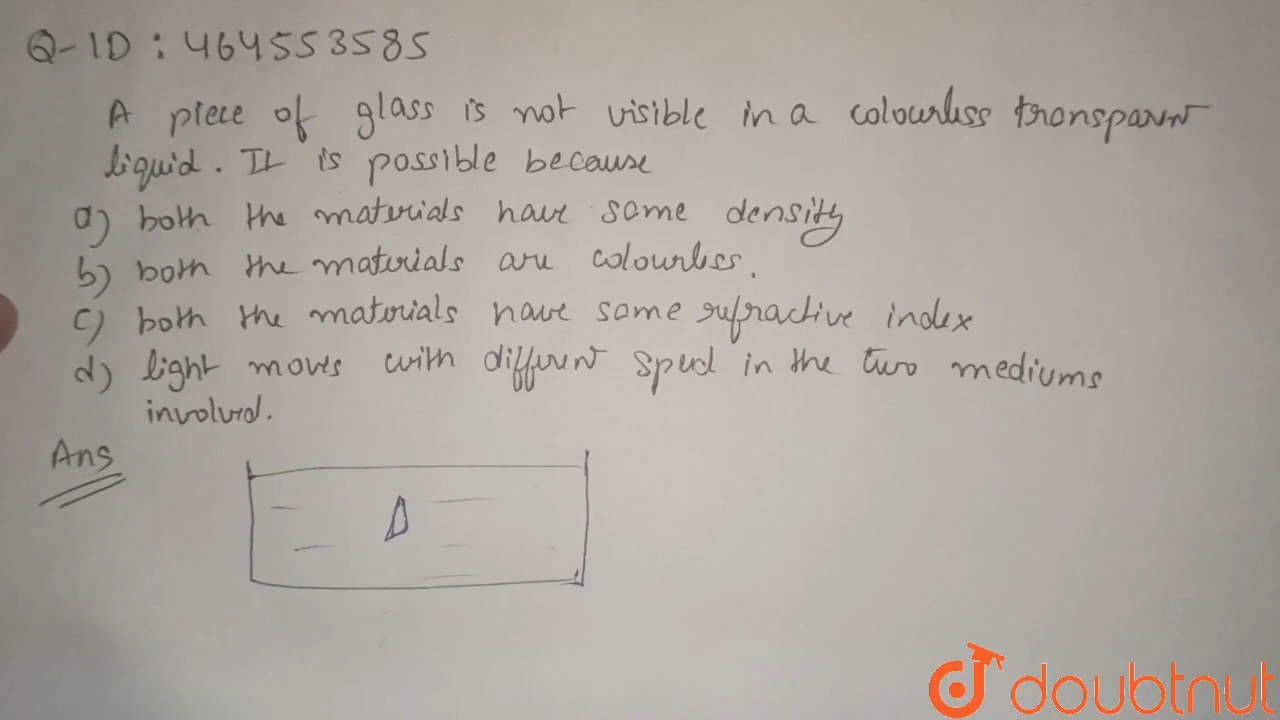 Q-ID : 464553585
A piece of glass is not visible in a colourless transparent
liquid. It is possible because
a) both the materials have same density
b) both the materials are colourless.
c) both the materials have same refractive index
d) light moves with different speed in the two mediums
involved.
Ans
doubtnut